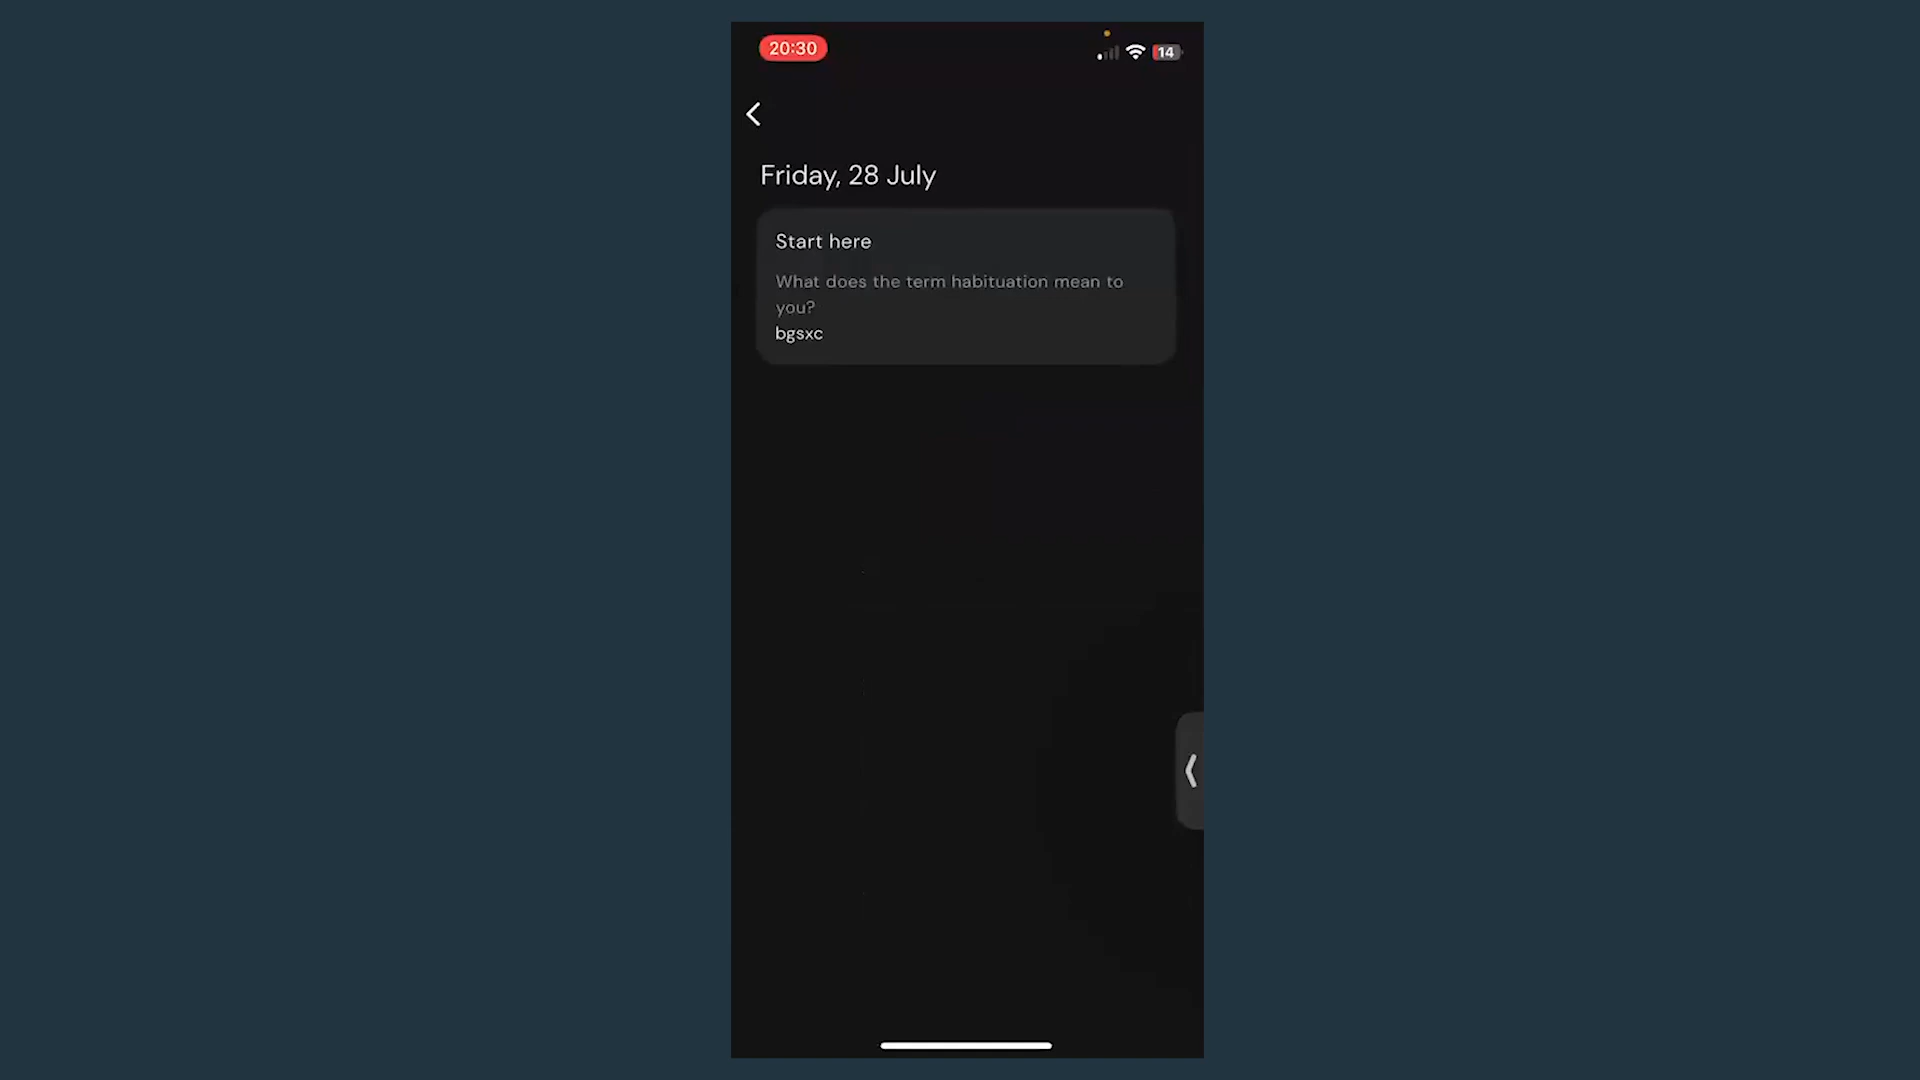 20:30
14
Friday, 28 July
Start here
What does the term habituation mean to
you?
bgsxc